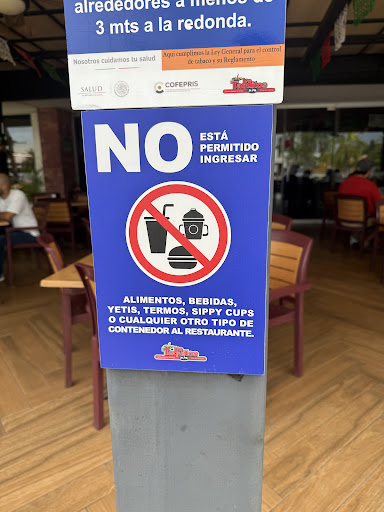 alrededores a menos de
3 mts a la redonda.
Nosotros cuidamos tu salud
Aquí cumplimos la Ley General para el control
de tabaco y su Reglamento
SALUD
COFEPRIS
NO
ESTÁ
PERMITIDO
INGRESAR
ALIMENTOS, BEBIDAS,
YETIS, TERMOS, SIPPY CUPS
O CUALQUIER OTRO TIPO DE
CONTENEDOR AL RESTAURANTE.